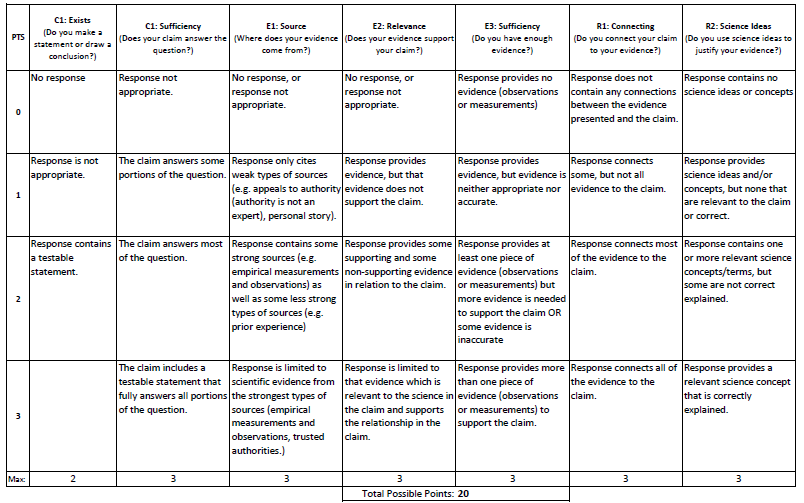 PTS
C1: Exists
(Do you make a
statement or draw a
conclusion?)
C1: Sufficiency
(Does your claim answer the
question?)
E1: Source
(Where does your evidence
come from?)
E2: Relevance
(Does your evidence support
your claim?)
E3: Sufficiency
(Do you have enough
evidence?)
R1: Connecting
(Do you connect your claim
to your evidence?)
R2: Science Ideas
(Do you use science ideas to
justify your evidence?)
0
No response
Response not
appropriate.
No response, or
response not
appropriate.
No response, or
response not
appropriate.
Response provides no
evidence (observations
or measurements)
Response does not
contain any connections
between the evidence
presented and the claim.
Response contains no
science ideas or concepts
1
Response is not
appropriate.
The claim answers some
portions of the question.
Response only cites
weak types of sources
(e.g. appeals to authority
(authority is not an
expert), personal story).
Response provides
evidence, but that
evidence does not
support the claim.
Response provides
evidence, but evidence is
neither appropriate nor
accurate.
Response connects
some, but not all
evidence to the claim.
Response provides
science ideas and/or
concepts, but none that
are relevant to the claim
or correct.
2
Response contains
a testable
statement.
The claim answers most
of the question.
Response contains some
strong sources (e.g.
empirical measurements
and observations) as
well as some less strong
types of sources (e.g.
prior experience)
Response provides some
supporting and some
non-supporting evidence
in relation to the claim.
Response provides at
least one piece of
evidence (observations
or measurements) but
more evidence is needed
to support the claim OR
some evidence is
inaccurate
Response connects most
of the evidence to the
claim.
Response contains one
or more relevant science
concepts/terms, but
some are not correct
explained.
3
The claim includes a
testable statement that
fully answers all portions
of the question.
Response is limited to
scientific evidence from
the strongest types of
sources (empirical
measurements and
observations, trusted
authorities.)
Response is limited to
that evidence which is
relevant to the science in
the claim and supports
the relationship in the
claim.
Response provides more
than one piece of
evidence (observations
or measurements) to
support the claim.
Response connects all of
the evidence to the
claim.
Response provides a
relevant science concept
that is correctly
explained.
Max:
2
3
3
3
3
3
3
Total Possible Points: 20